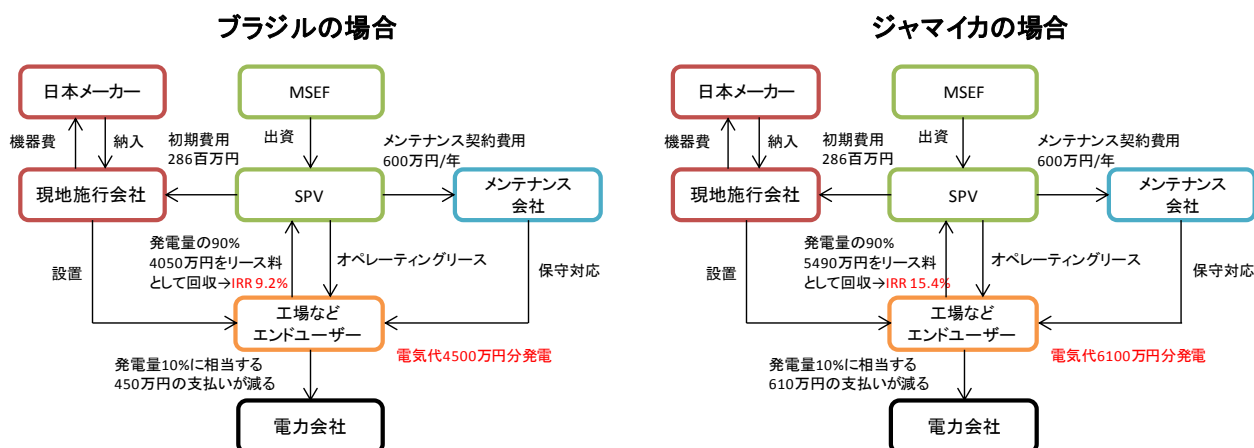 ブラジルの場合
日本メーカー
MSEF
機器費
納入
初期費用
286百万円
出資
メンテナンス契約費用
600万円/年
現地施行会社
SPV
メンテナンス
会社
設置
発電量の90%
4050万円をリース料
として回収→IRR 9.2%
オペレーティングリース
保守対応
工場など
エンドユーザー
電気代4500万円分発電
発電量10%に相当する
450万円の支払いが減る
電力会社
ジャマイカの場合
日本メーカー
MSEF
機器費
納入
初期費用
286百万円
出資
メンテナンス契約費用
600万円/年
現地施行会社
SPV
メンテナンス
会社
設置
発電量の90%
5490万円をリース料
として回収→IRR 15.4%
オペレーティングリース
保守対応
工場など
エンドユーザー
電気代6100万円分発電
発電量10%に相当する
610万円の支払いが減る
電力会社